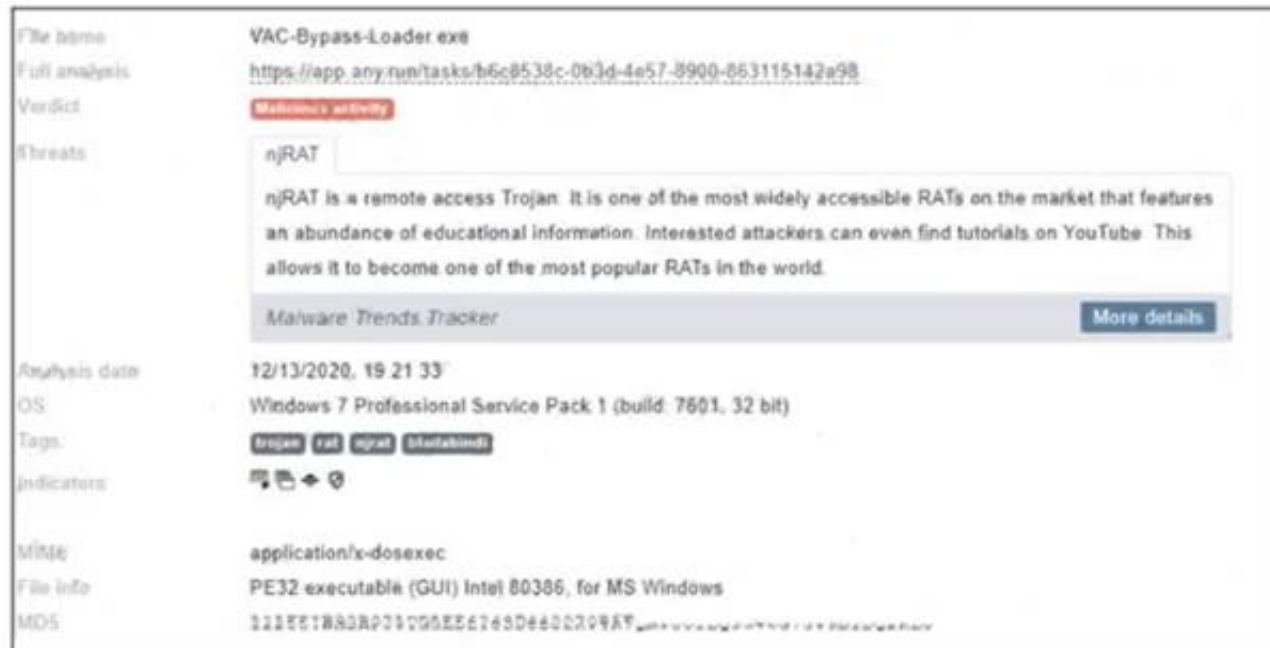 File name VAC-Bypass-Loader exe
Full analysis https://app.any.run/tasks/b6c8538c-0b3d-4e57-8900-863115142a98
Verdict Malicious activity
Threats njRAT
njRAT is a remote access Trojan. It is one of the most widely accessible RATs on the market that features
an abundance of educational information. Interested attackers can even find tutorials on YouTube. This
allows it to become one of the most popular RATs in the world.
Malware Trends Tracker More details
Analysis date 12/13/2020, 19 21 33
OS: Windows 7 Professional Service Pack 1 (build: 7601, 32 bit)
Tags: trojan rat njrat bladabindi
Indicators:
MIME: application/x-dosexec
File info: PE32 executable (GUI) Intel 80386, for MS Windows
MD5